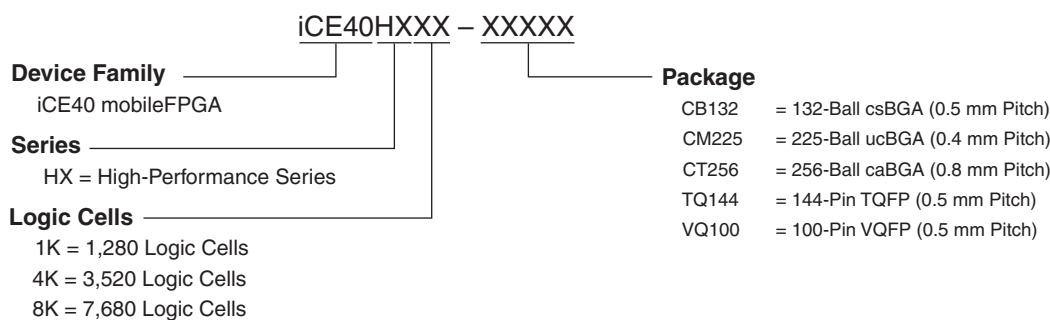 iCE40HXXX – XXXXX
Device Family
iCE40 mobileFPGA
Series
HX = High-Performance Series
Logic Cells
1K = 1,280 Logic Cells
4K = 3,520 Logic Cells
8K = 7,680 Logic Cells
Package
CB132 = 132-Ball csBGA (0.5 mm Pitch)
CM225 = 225-Ball ucBGA (0.4 mm Pitch)
CT256 = 256-Ball caBGA (0.8 mm Pitch)
TQ144 = 144-Pin TQFP (0.5 mm Pitch)
VQ100 = 100-Pin VQFP (0.5 mm Pitch)